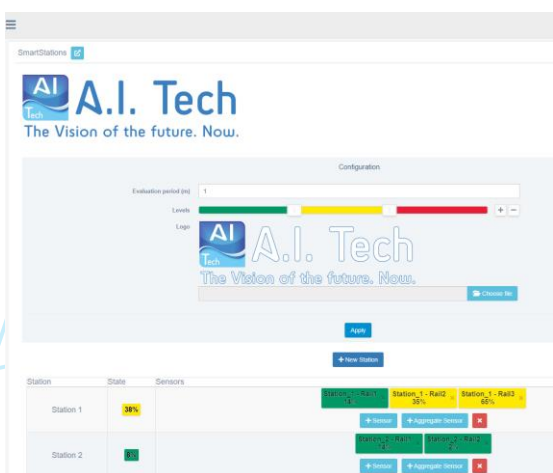 SmartStations
AI
Tech
A.I. Tech
The Vision of the future. Now.
Configuration
Evaluation period (m)
1
Levels
+
−
Logo
AI
Tech
A.I. Tech
The Vision of the future. Now.
Choose file
Apply
+ New Station
Station State Sensors
Station 1
38%
Station_1 - Rail1
Station_1 - Rail2
35%
Station_1 - Rail3
65%
+ Sensor
+ Aggregate Sensor
Station 2
8%
Station_2 - Rail1
Station_2 - Rail2
+ Sensor
+ Aggregate Sensor